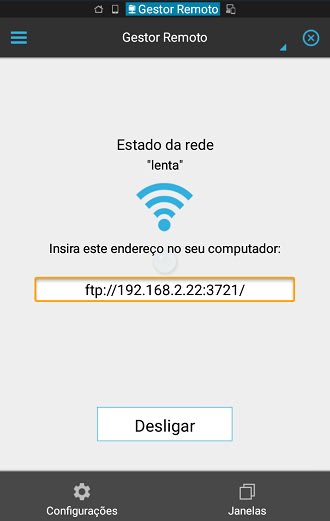 Gestor Remoto
Gestor Remoto
Estado da rede
"lenta"
Insira este endereço no seu computador:
ftp://192.168.2.22:3721/
Desligar
Configurações
Janelas